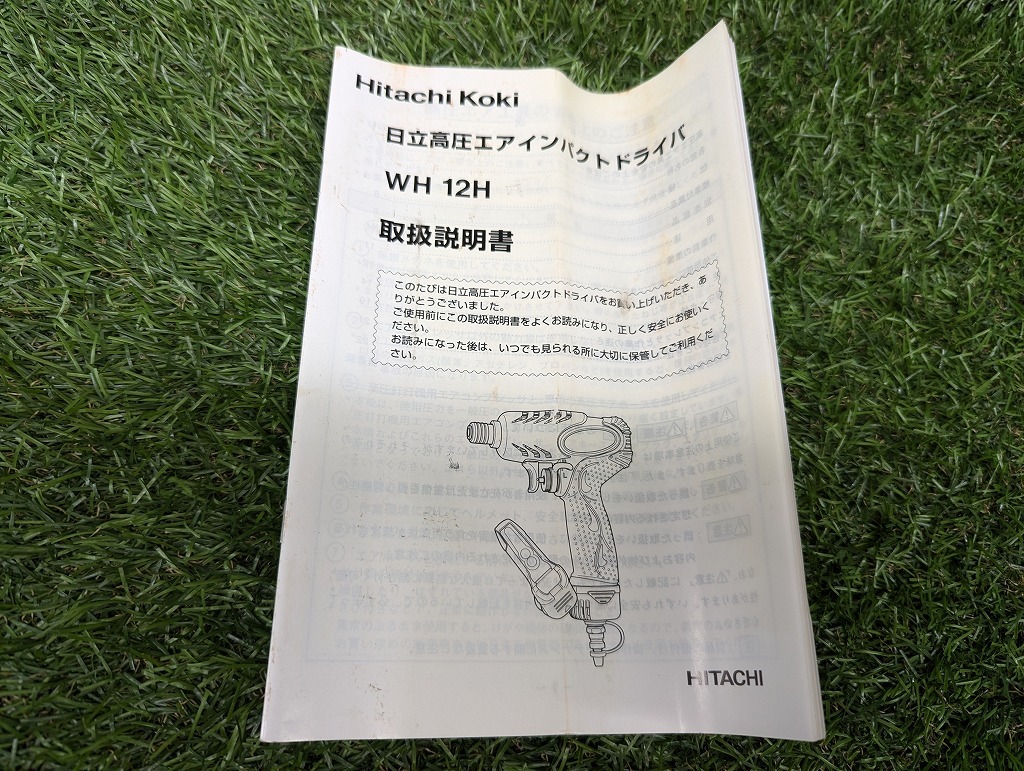 Hitachi Koki
日立高圧エアインパクトドライバ
WH 12H
取扱説明書
このたびは日立高圧エアインパクトドライバをお買い上げいただき、あ
りがとうございました。
ご使用前にこの取扱説明書をよくお読みになり、正しく安全にお使いく
ださい。
お読みになった後は、いつでも見られる所に大切に保管してご利用くだ
さい。
HITACHI